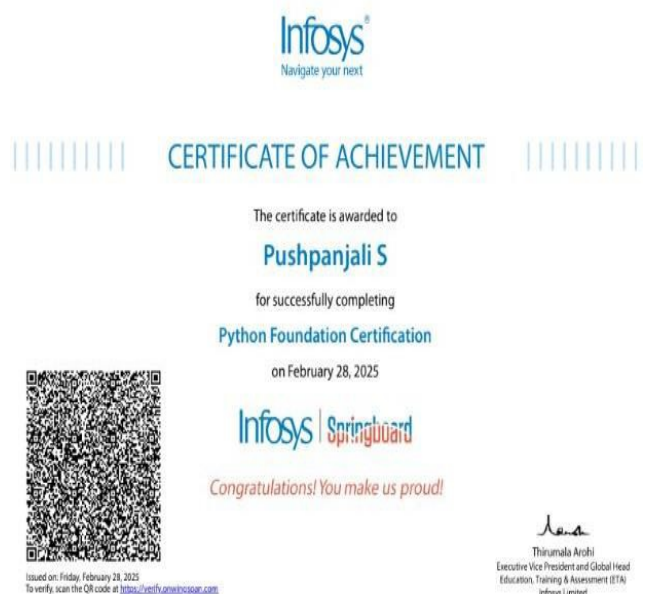 Infosys®
Navigate your next
CERTIFICATE OF ACHIEVEMENT
The certificate is awarded to
Pushpanjali S
for successfully completing
Python Foundation Certification
on February 28, 2025
Infosys | Springboard
Congratulations! You make us proud!
Issued on: Friday, February 28, 2025
To verify, scan the QR code at https://verify.onwingspan.com
Thirumala Arohi
Executive Vice President and Global Head
Education, Training & Assessment (ETA)
Infosys Limited